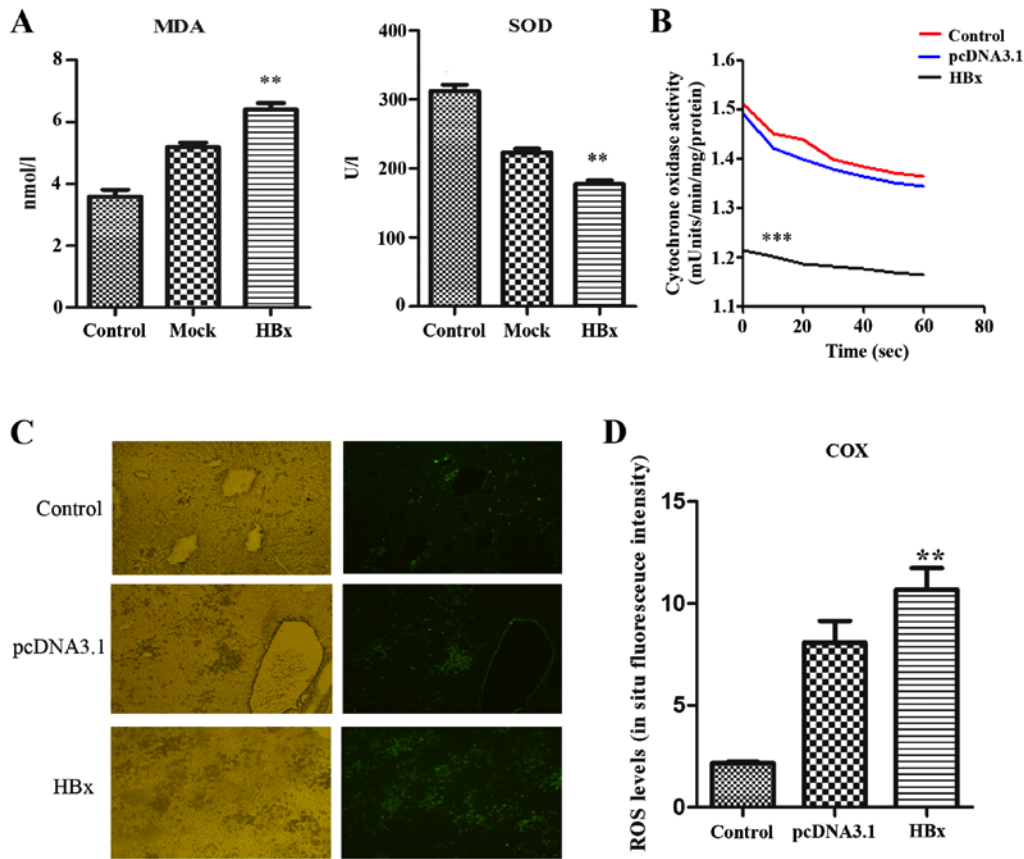 A
MDA
nmol/l
8
6
4
2
0
**
Control Mock HBx
SOD
U/l
400
300
200
100
0
**
Control Mock HBx
B
Control
pcDNA3.1
HBx
Cytochrone oxidase activity
(mUnits/min/mg/protein)
1.6
1.5
1.4
1.3
1.2
1.1
***
0 20 40 60 80
Time (sec)
C
Control
pcDNA3.1
HBx
D
COX
ROS levels (in situ fluoresceuce intensity)
15
10
5
0
**
Control pcDNA3.1 HBx